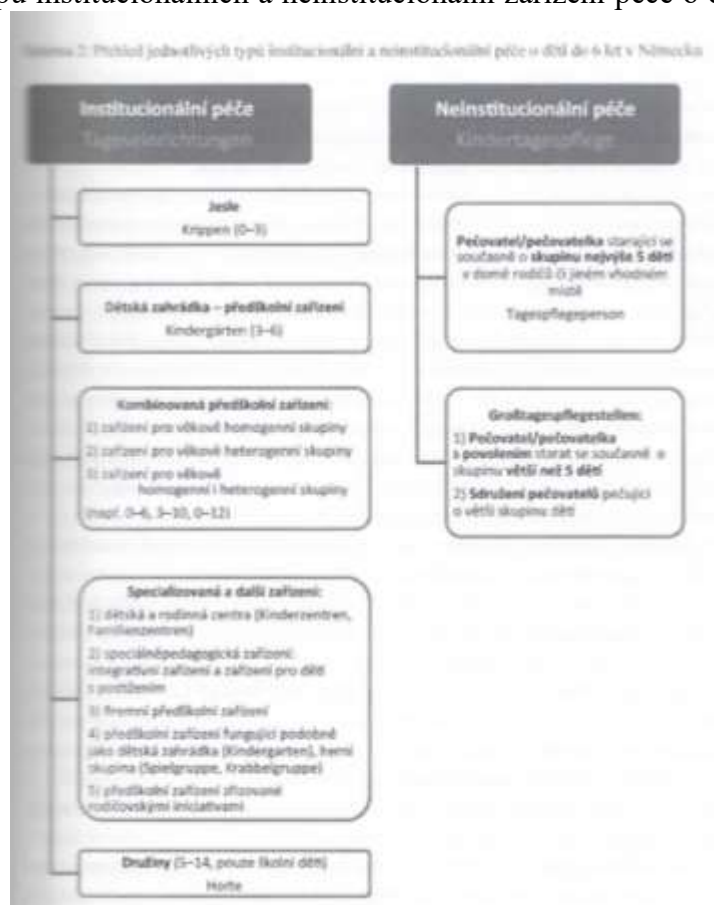 institucionálních a neinstitucionální zařízení péče o
Schéma 2: Přehled jednotlivých typů institucionální a neinstitucionální péče o děti do 6 let v Německu
Institucionální péče
Tageseinrichtungen
Jesle
Krippen (0–3)
Dětská zahrádka – předškolní zařízení
Kindergärten (3–6)
Kombinovaná předškolní zařízení:
1) zařízení pro věkově homogenní skupiny
2) zařízení pro věkově heterogenní skupiny
3) zařízení pro věkově
homogenní i heterogenní skupiny
(např. 0–6, 3–10, 0–12)
Specializovaná a další zařízení:
1) dětská a rodinná centra (Kinderzentren,
Familienzentren)
2) speciálněpedagogická zařízení:
integrativní zařízení a zařízení pro děti
s postižením
3) firemní předškolní zařízení
4) předškolní zařízení fungující podobně
jako dětská zahrádka (Kindergarten), herní
skupina (Spielgruppe, Krabbelgruppe)
5) předškolní zařízení zřizované
rodičovskými iniciativami
Družiny (5–14, pouze školní děti)
Horte
Neinstitucionální péče
Kindertagespflege
Pečovatel/pečovatelka starající se
současně o skupinu nejvýše 5 dětí
v domě rodičů či jiném vhodném
místě
Tagespflegeperson
Großtagespflegestellen:
1) Pečovatel/pečovatelka
s povolením starat se současně o
skupinu větší než 5 dětí
2) Sdružení pečovatelů pečující
o větší skupinu dětí